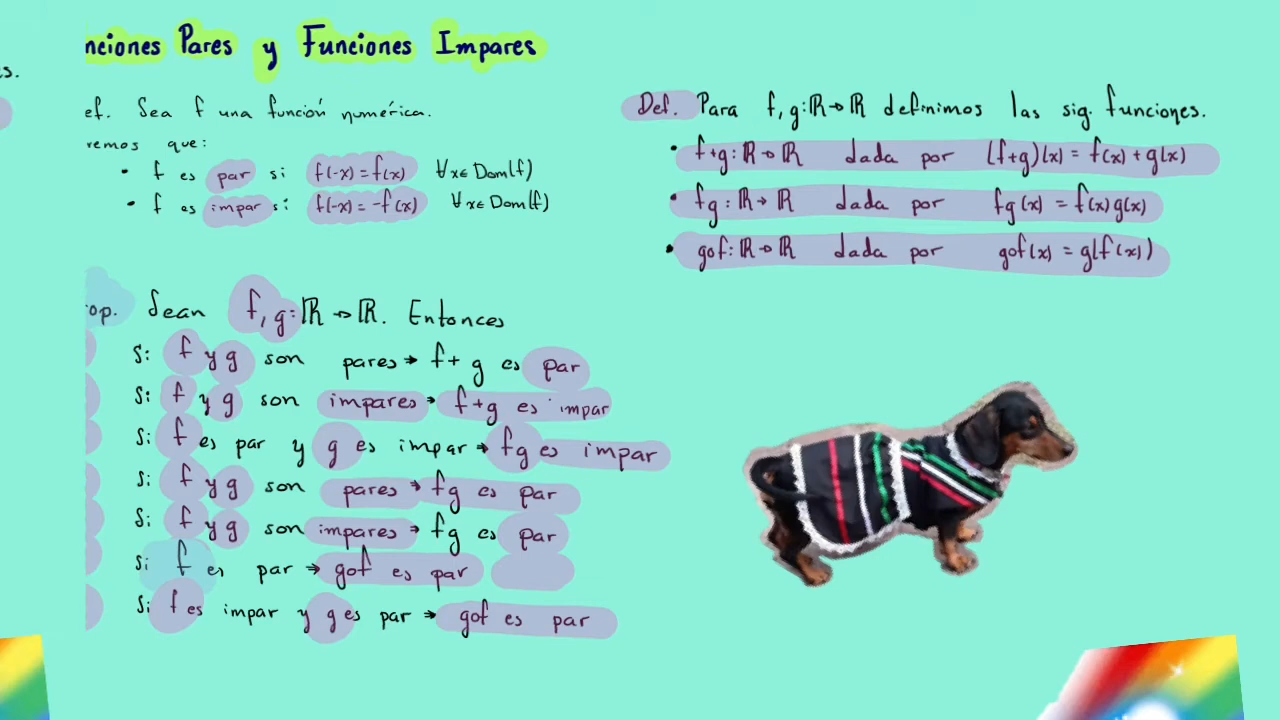 nciones Pares y Funciones Impares
s.
ef. Sea f una función numérica.
remos que:
• f es par si f(-x) = f(x) ∀x∈Dom(f)
• f es impar si f(-x) = -f(x) ∀x∈Dom(f)
op. Sean f, g: ℝ → ℝ. Entonces
Si f y g son pares → f+g es par
Si f y g son impares → f+g es impar
Si f es par y g es impar → fg es impar
Si f y g son pares → fg es par
Si f y g son impares → fg es par
Si f es par → gof es par
Si f es impar y g es par → gof es par
Def. Para f, g: ℝ → ℝ definimos las sig. funciones.
• f+g: ℝ → ℝ dada por (f+g)(x) = f(x) + g(x)
• fg: ℝ → ℝ dada por fg(x) = f(x)g(x)
• gof: ℝ → ℝ dada por gof(x) = g(f(x))